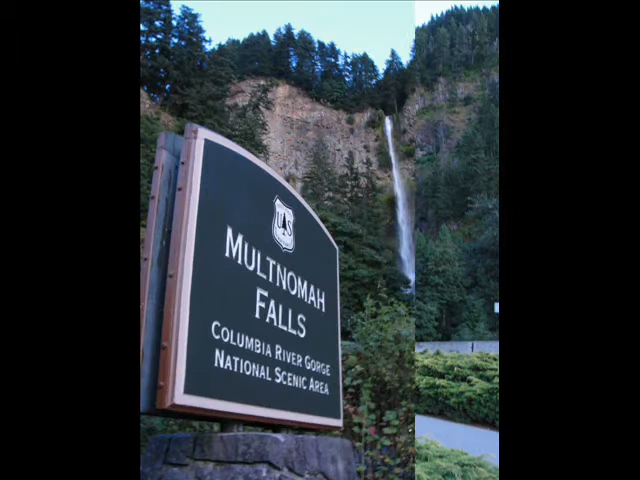 US
MULTNOMAH
FALLS
COLUMBIA RIVER GORGE
NATIONAL SCENIC AREA